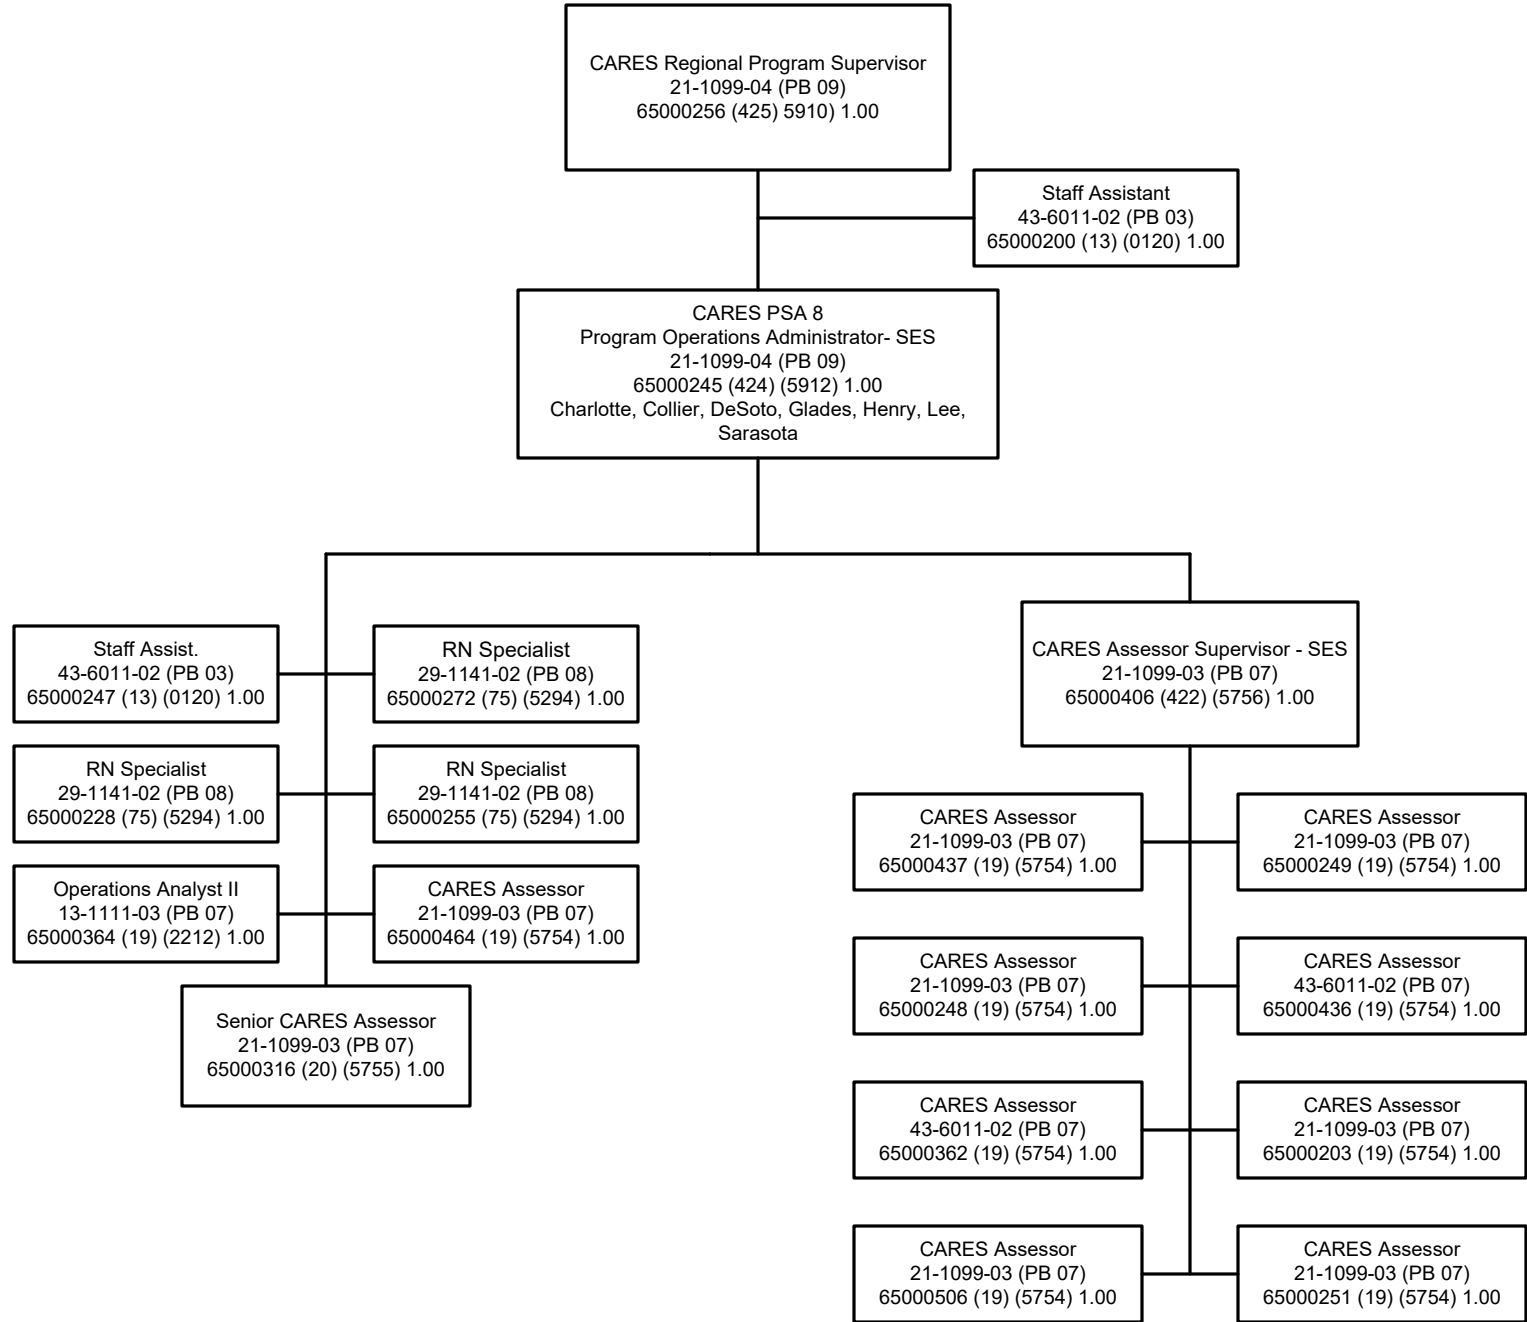 CARES Regional Program Supervisor
21-1099-04 (PB 09)
65000256 (425) 5910) 1.00
Staff Assistant
43-6011-02 (PB 03)
65000200 (13) (0120) 1.00
CARES PSA 8
Program Operations Administrator- SES
21-1099-04 (PB 09)
65000245 (424) (5912) 1.00
Charlotte, Collier, DeSoto, Glades, Henry, Lee,
Sarasota
Staff Assist.
43-6011-02 (PB 03)
65000247 (13) (0120) 1.00
RN Specialist
29-1141-02 (PB 08)
65000272 (75) (5294) 1.00
RN Specialist
29-1141-02 (PB 08)
65000228 (75) (5294) 1.00
RN Specialist
29-1141-02 (PB 08)
65000255 (75) (5294) 1.00
Operations Analyst II
13-1111-03 (PB 07)
65000364 (19) (2212) 1.00
CARES Assessor
21-1099-03 (PB 07)
65000464 (19) (5754) 1.00
Senior CARES Assessor
21-1099-03 (PB 07)
65000316 (20) (5755) 1.00
CARES Assessor Supervisor - SES
21-1099-03 (PB 07)
65000406 (422) (5756) 1.00
CARES Assessor
21-1099-03 (PB 07)
65000437 (19) (5754) 1.00
CARES Assessor
21-1099-03 (PB 07)
65000249 (19) (5754) 1.00
CARES Assessor
21-1099-03 (PB 07)
65000248 (19) (5754) 1.00
CARES Assessor
43-6011-02 (PB 07)
65000436 (19) (5754) 1.00
CARES Assessor
43-6011-02 (PB 07)
65000362 (19) (5754) 1.00
CARES Assessor
21-1099-03 (PB 07)
65000203 (19) (5754) 1.00
CARES Assessor
21-1099-03 (PB 07)
65000506 (19) (5754) 1.00
CARES Assessor
21-1099-03 (PB 07)
65000251 (19) (5754) 1.00